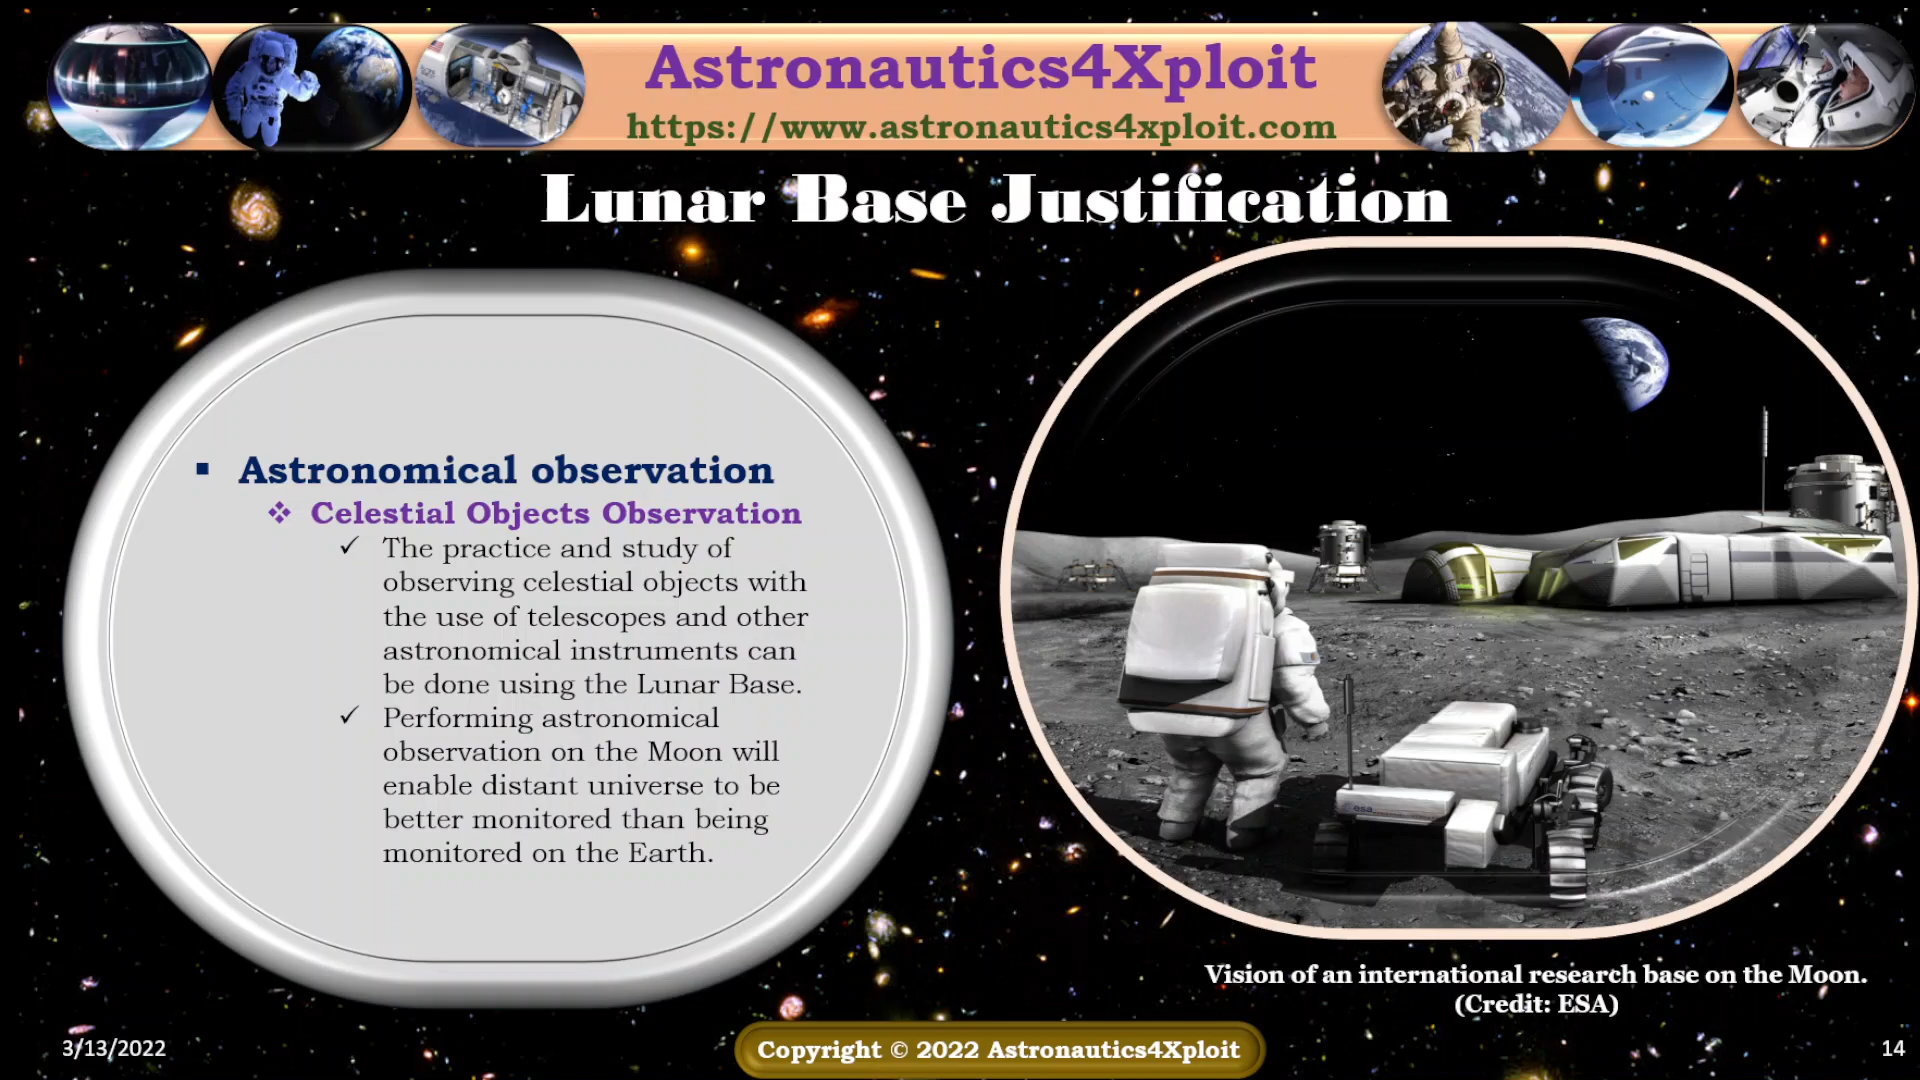 Astronautics4Xploit
https://www.astronautics4xploit.com
Lunar Base Justification
▪ Astronomical observation
❖ Celestial Objects Observation
✓ The practice and study of
observing celestial objects with
the use of telescopes and other
astronomical instruments can
be done using the Lunar Base.
✓ Performing astronomical
observation on the Moon will
enable distant universe to be
better monitored than being
monitored on the Earth.
esa
Vision of an international research base on the Moon.
(Credit: ESA)
3/13/2022
Copyright © 2022 Astronautics4Xploit
14